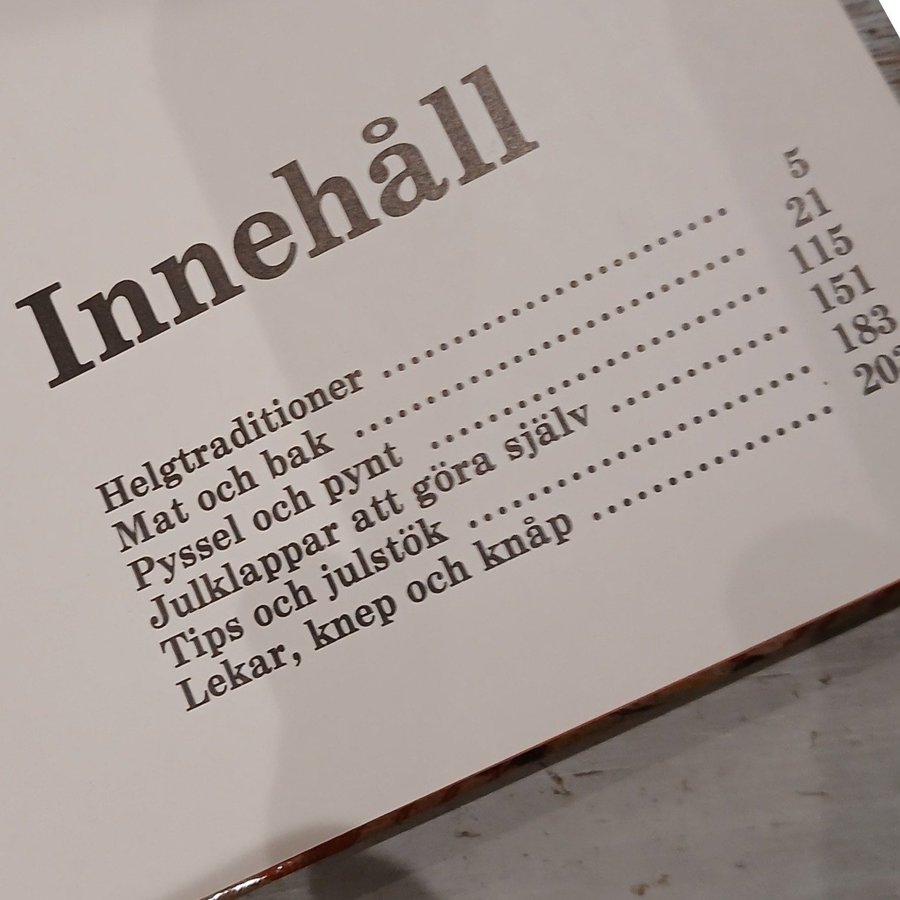 Innehåll
Helgtraditioner ........................ 5
Mat och bak ........................... 21
Pyssel och pynt ....................... 115
Julklappar att göra själv ............ 151
Tips och julstök ...................... 183
Lekar, knep och knåp .................